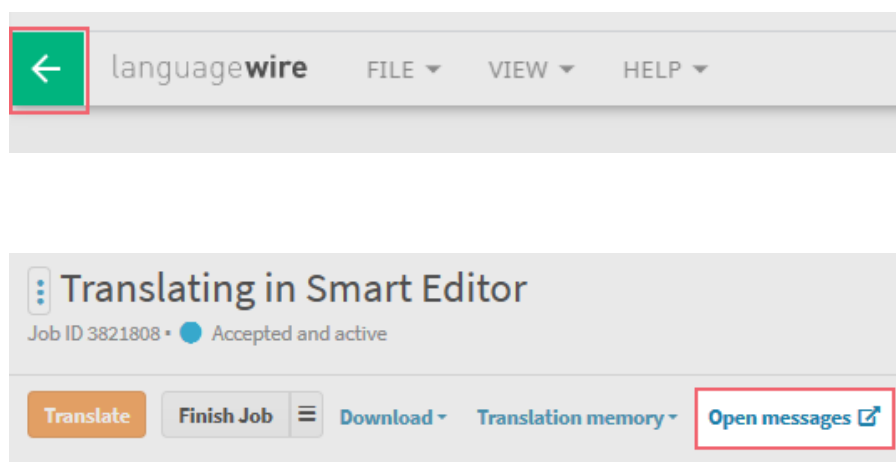 languagewire FILE VIEW HELP
Translating in Smart Editor
Job ID 3821808 • Accepted and active
Translate Finish Job Download Translation memory Open messages